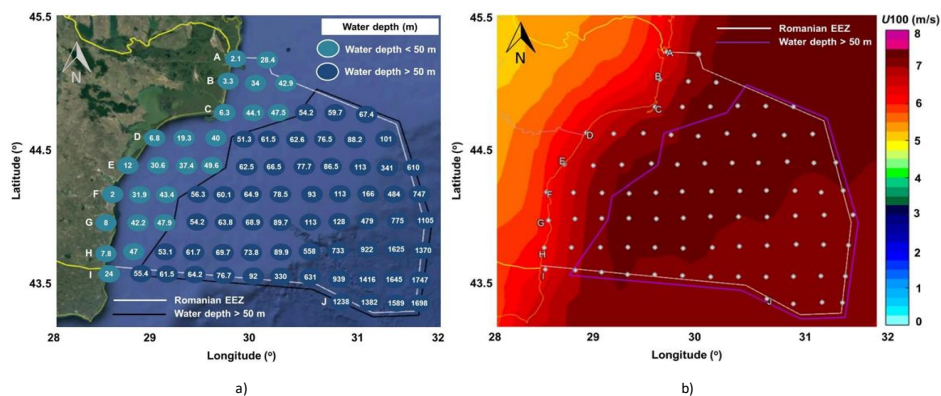 45.5
Water depth (m)
Water depth < 50 m
Water depth > 50 m
N
A 2.1 28.4
B 3.3 34 42.9
C 6.3 44.1 47.5 54.2 59.7 67.4
D 6.8 19.3 40 51.3 61.5 62.6 76.5 88.2 101
44.5
E 12 30.6 37.4 49.6 62.5 66.5 77.7 86.5 113 341 610
F 2 31.9 43.4 56.3 60.1 64.9 78.5 93 113 166 484 747
G 8 42.2 47.9 54.2 63.8 68.9 89.7 113 128 479 775 1105
H 7.8 47 53.1 61.7 69.7 73.8 89.9 558 733 922 1625 1370
I 24 55.4 61.5 64.2 76.7 92 330 631 939 1416 1645 1747
43.5
J 1238 1382 1589 1698
Romanian EEZ
Water depth > 50 m
Latitude (º)
28 29 30 31 32
Longitude (º)
a)
45.5
Romanian EEZ
Water depth > 50 m
N
A
B
C
D
44.5
E
F
G
H
I
43.5
J
Latitude (º)
28 29 30 31 32
Longitude (º)
U100 (m/s)
8
7
6
5
4
3
2
1
0
b)